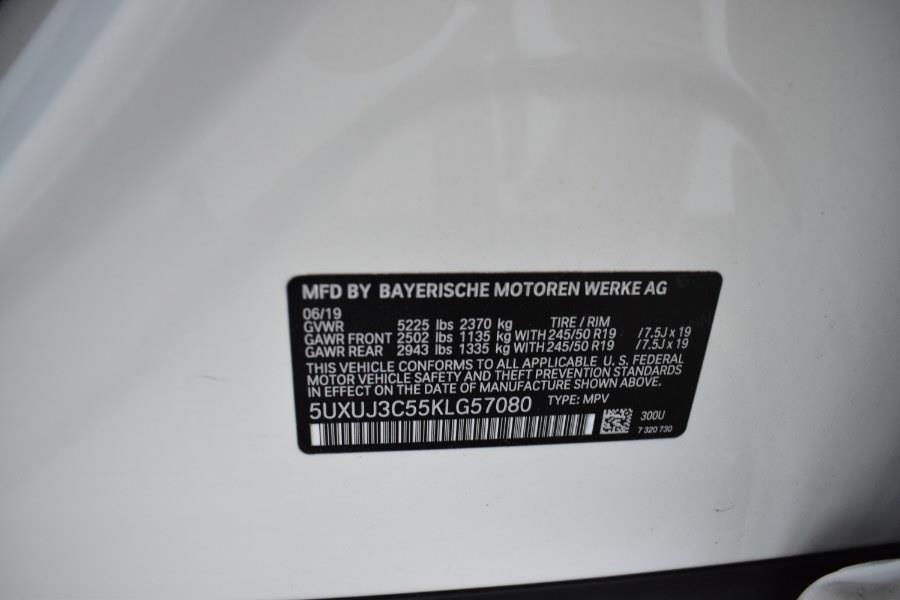 MFD BY BAYERISCHE MOTOREN WERKE AG
06/19 TIRE / RIM
GVWR 5225 lbs 2370 kg
GAWR FRONT 2502 lbs 1135 kg WITH 245/50 R19 / 7.5J x 19
GAWR REAR 2943 lbs 1335 kg WITH 245/50 R19 / 7.5J x 19
THIS VEHICLE CONFORMS TO ALL APPLICABLE U. S. FEDERAL
MOTOR VEHICLE SAFETY AND THEFT PREVENTION STANDARDS
IN EFFECT ON THE DATE OF MANUFACTURE SHOWN ABOVE.
5UXUJ3C55KLG57080 TYPE: MPV
300U
7 320 730